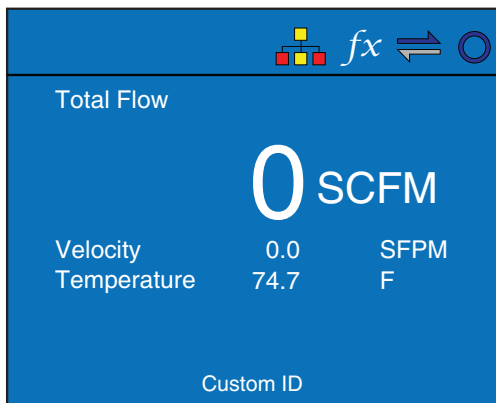 fx
Total Flow
0 SCFM
Velocity 0.0 SFPM
Temperature 74.7 F
Custom ID